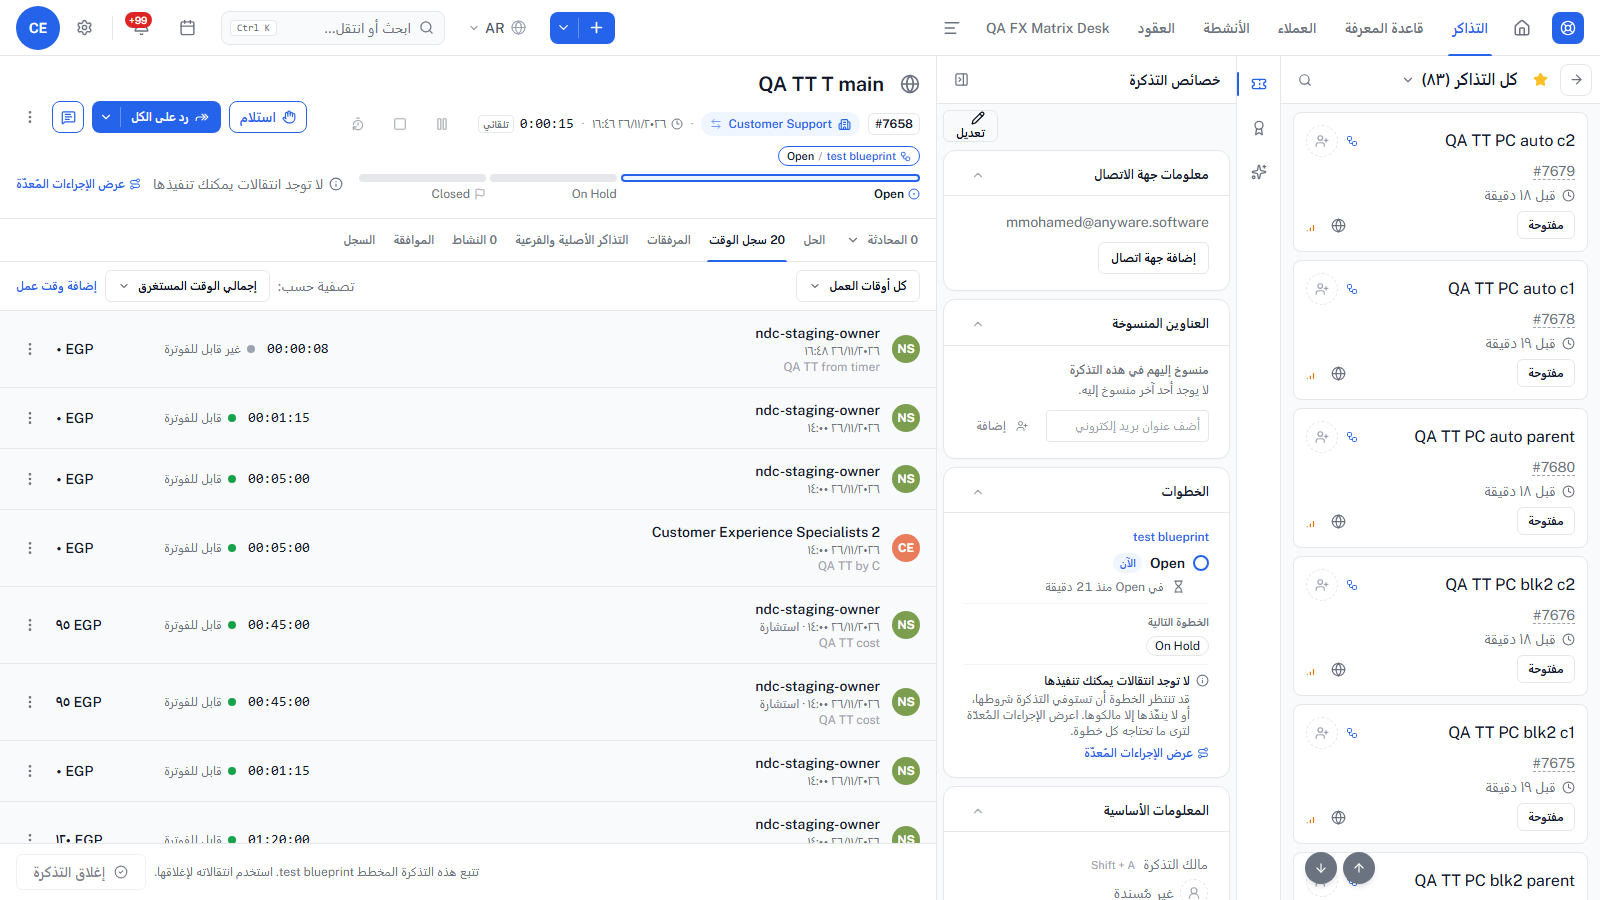 التذاكر
قاعدة المعرفة
العملاء
الأنشطة
العقود
QA FX Matrix Desk
AR
ابحث أو انتقل...
Ctrl K
+99
CE
كل التذاكر (٨٣)
QA TT PC auto c2
#7679
قبل ١٨ دقيقة
مفتوحة
QA TT PC auto c1
#7678
قبل ١٩ دقيقة
مفتوحة
QA TT PC auto parent
#7680
قبل ١٨ دقيقة
مفتوحة
QA TT PC blk2 c2
#7676
قبل ١٨ دقيقة
مفتوحة
QA TT PC blk2 c1
#7675
قبل ١٩ دقيقة
مفتوحة
QA TT PC blk2 parent
خصائص التذكرة
تعديل
معلومات جهة الاتصال
mmohamed@anyware.software
إضافة جهة اتصال
العناوين المنسوخة
منسوخ إليهم في هذه التذكرة
لا يوجد أحد آخر منسوخ إليه.
أضف عنوان بريد إلكتروني
إضافة
الخطوات
test blueprint
Open الآن
في Open منذ 21 دقيقة
الخطوة التالية
On Hold
لا توجد انتقالات يمكنك تنفيذها
قد تنتظر الخطوة أن تستوفي التذكرة شروطها،
أو لا ينفّذها إلا مالكوها. اعرض الإجراءات المُعدّة
لترى ما تحتاجه كل خطوة.
عرض الإجراءات المُعدّة
المعلومات الأساسية
مالك التذكرة Shift + A
غير مُسندة
QA TT T main
#7658
Customer Support
·
٢٦/١١/٢٠٢٦ ١٦:٤٦
·
0:00:15
تلقائي
استلام
رد على الكل
Open / test blueprint
Open
On Hold
Closed
لا توجد انتقالات يمكنك تنفيذها
عرض الإجراءات المُعدّة
0 المحادثة
الحل
20 سجل الوقت
المرفقات
التذاكر الأصلية والفرعية
0 النشاط
الموافقة
السجل
كل أوقات العمل
تصفية حسب:
إجمالي الوقت المستغرق
إضافة وقت عمل
NS
ndc-staging-owner
٢٦/١١/٢٠٢٦ ١٦:٤٨
QA TT from timer
00:00:08
غير قابل للفوترة
٠ EGP
NS
ndc-staging-owner
٢٦/١١/٢٠٢٦ ١٤:٠٠
00:01:15
قابل للفوترة
٠ EGP
NS
ndc-staging-owner
٢٦/١١/٢٠٢٦ ١٤:٠٠
00:05:00
قابل للفوترة
٠ EGP
CE
Customer Experience Specialists 2
٢٦/١١/٢٠٢٦ ١٤:٠٠
QA TT by C
00:05:00
قابل للفوترة
٠ EGP
NS
ndc-staging-owner
٢٦/١١/٢٠٢٦ ١٤:٠٠ · استشارة
QA TT cost
00:45:00
قابل للفوترة
٩٥ EGP
NS
ndc-staging-owner
٢٦/١١/٢٠٢٦ ١٤:٠٠ · استشارة
QA TT cost
00:45:00
قابل للفوترة
٩٥ EGP
NS
ndc-staging-owner
٢٦/١١/٢٠٢٦ ١٤:٠٠
00:01:15
قابل للفوترة
٠ EGP
NS
ndc-staging-owner
01:20:00
قابل للفوترة
١٢٠ EGP
تتبع هذه التذكرة المخطط test blueprint. استخدم انتقالاته لإغلاقها.
إغلاق التذكرة